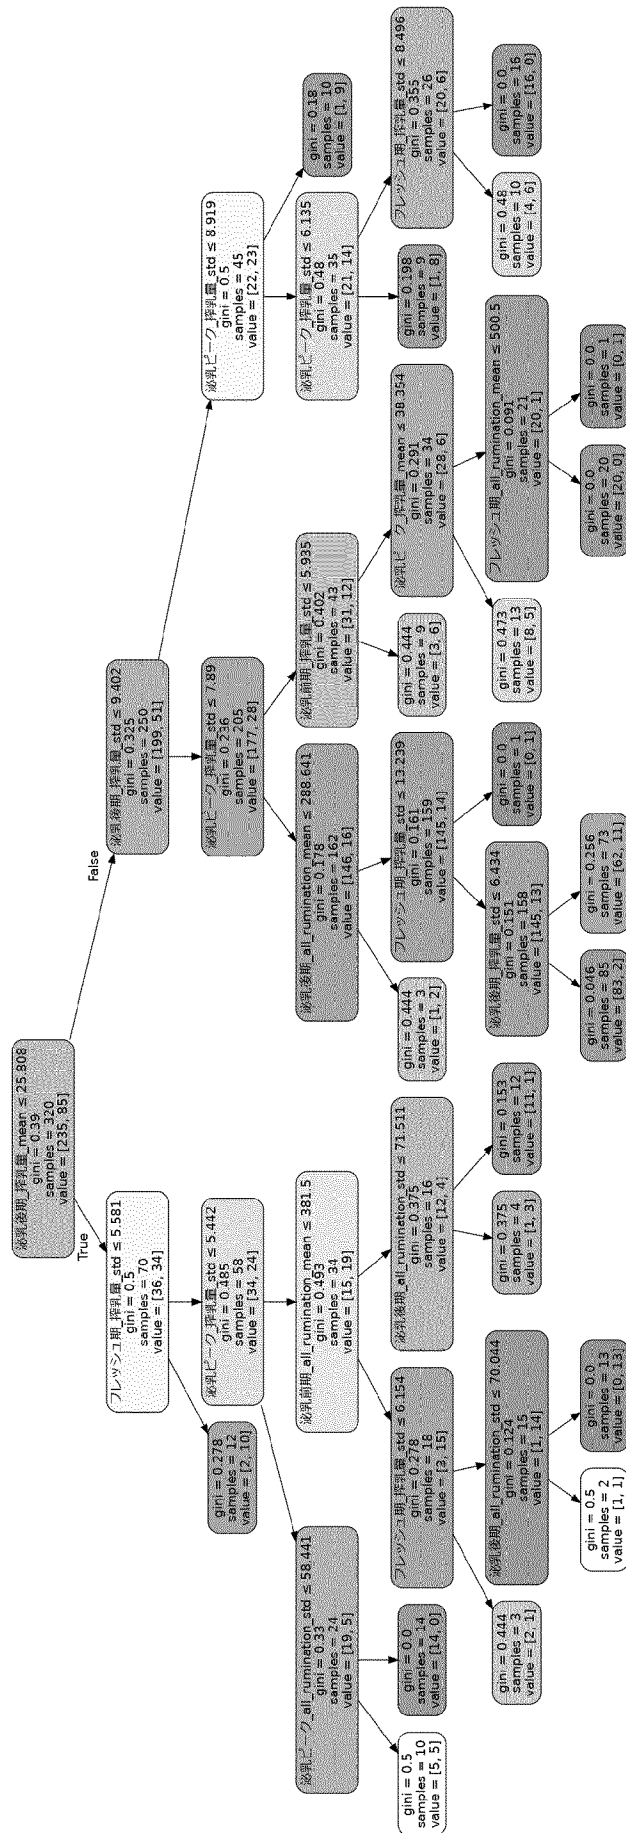 泌乳後期_搾乳量_mean ≤ 25.808
gini = 0.39
samples = 320
value = [235, 85]
True
False
フレッシュ期_搾乳量_std ≤ 5.581
gini = 0.5
samples = 70
value = [36, 34]
泌乳後期_搾乳量_std ≤ 9.402
gini = 0.325
samples = 250
value = [199, 51]
gini = 0.278
samples = 12
value = [2, 10]
泌乳ピーク_搾乳量_std ≤ 5.442
gini = 0.485
samples = 58
value = [34, 24]
泌乳ピーク_搾乳量_std ≤ 7.89
gini = 0.236
samples = 205
value = [177, 28]
泌乳ピーク_搾乳量_std ≤ 8.919
gini = 0.5
samples = 45
value = [22, 23]
泌乳ピーク_all_rumination_std ≤ 58.441
gini = 0.33
samples = 24
value = [19, 5]
泌乳前期_all_rumination_mean ≤ 381.5
gini = 0.493
samples = 34
value = [15, 19]
泌乳後期_all_rumination_mean ≤ 288.641
gini = 0.178
samples = 162
value = [146, 16]
泌乳前期_搾乳量_std ≤ 5.935
gini = 0.402
samples = 43
value = [31, 12]
泌乳ピーク_搾乳量_std ≤ 6.135
gini = 0.48
samples = 35
value = [21, 14]
gini = 0.18
samples = 10
value = [1, 9]
gini = 0.5
samples = 10
value = [5, 5]
gini = 0.0
samples = 14
value = [14, 0]
フレッシュ期_搾乳量_std ≤ 6.154
gini = 0.278
samples = 18
value = [3, 15]
泌乳後期_all_rumination_std ≤ 71.511
gini = 0.375
samples = 16
value = [12, 4]
gini = 0.444
samples = 3
value = [1, 2]
フレッシュ期_搾乳量_std ≤ 13.239
gini = 0.161
samples = 159
value = [145, 14]
gini = 0.444
samples = 9
value = [3, 6]
泌乳ピーク_搾乳量_mean ≤ 38.354
gini = 0.291
samples = 34
value = [28, 6]
gini = 0.198
samples = 9
value = [1, 8]
フレッシュ期_搾乳量_std ≤ 8.496
gini = 0.355
samples = 26
value = [20, 6]
gini = 0.444
samples = 3
value = [2, 1]
泌乳後期_all_rumination_std ≤ 70.044
gini = 0.124
samples = 15
value = [1, 14]
gini = 0.375
samples = 4
value = [1, 3]
gini = 0.153
samples = 12
value = [11, 1]
泌乳後期_搾乳量_std ≤ 6.434
gini = 0.151
samples = 158
value = [145, 13]
gini = 0.0
samples = 1
value = [0, 1]
gini = 0.473
samples = 13
value = [8, 5]
フレッシュ期_all_rumination_mean ≤ 500.5
gini = 0.091
samples = 21
value = [20, 1]
gini = 0.48
samples = 10
value = [4, 6]
gini = 0.0
samples = 16
value = [16, 0]
gini = 0.5
samples = 2
value = [1, 1]
gini = 0.0
samples = 13
value = [0, 13]
gini = 0.046
samples = 85
value = [83, 2]
gini = 0.256
samples = 73
value = [62, 11]
gini = 0.0
samples = 20
value = [20, 0]
gini = 0.0
samples = 1
value = [0, 1]